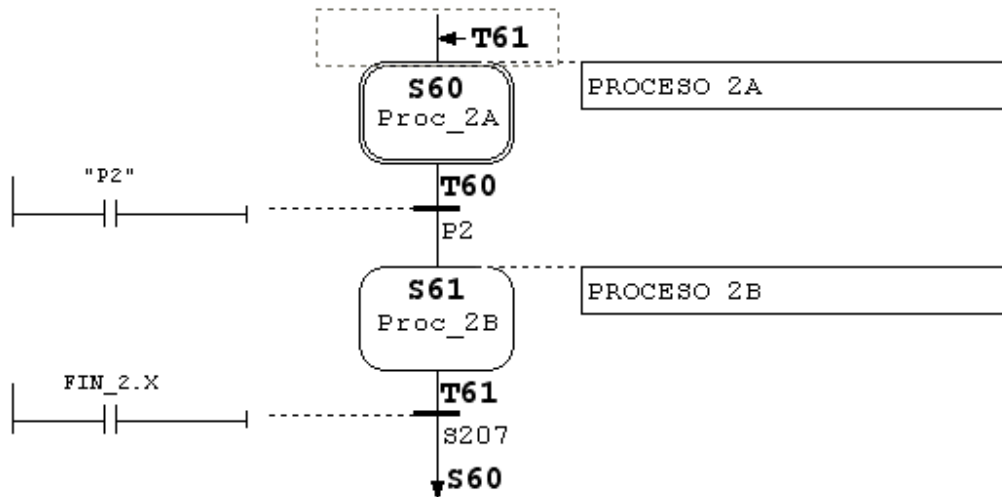 T61
S60
Proc_2A
PROCESO 2A
"P2"
T60
P2
S61
Proc_2B
PROCESO 2B
FIN_2.X
T61
S207
S60